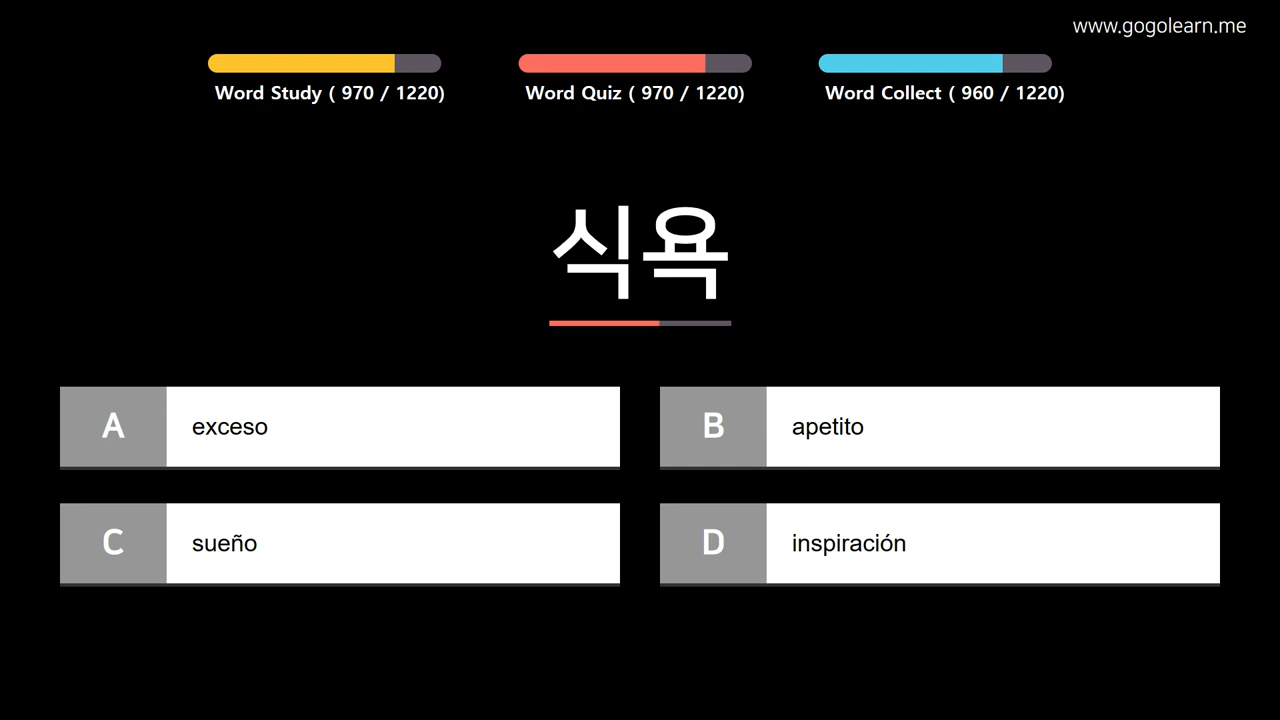 www.gogolearn.me
Word Study ( 970 / 1220)
Word Quiz ( 970 / 1220)
Word Collect ( 960 / 1220)
식욕
A exceso
B apetito
C sueño
D inspiración